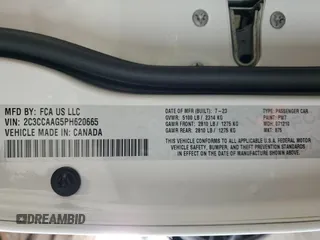 MFD BY: FCA US LLC
VIN: 2C3CCAAG5PH620665
VEHICLE MADE IN: CANADA
DATE OF MFR (BUILT): 7-23
TYPE: PASSENGER CAR
GVWR: 5100 LB / 2314 KG
PAINT: PW7
GAWR FRONT: 2810 LB / 1275 KG
GAWR REAR: 2810 LB / 1275 KG
THIS VEHICLE CONFORMS TO ALL APPLICABLE U.S.A. FEDERAL MOTOR VEHICLE SAFETY, BUMPER, AND THEFT PREVENTION STANDARDS IN EFFECT ON THE DATE OF MANUFACTURE SHOWN ABOVE.
DREAMBID